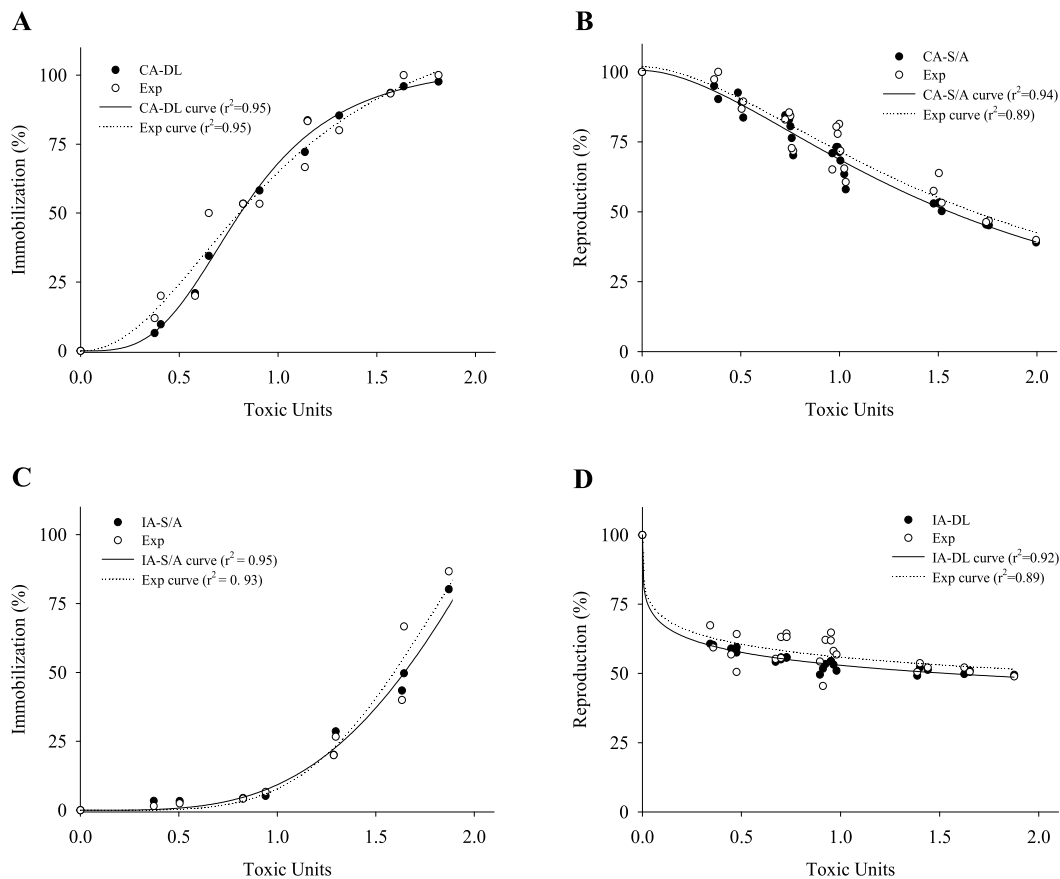 A
CA-DL
Exp
CA-DL curve (r²=0.95)
Exp curve (r²=0.95)
100
75
50
25
0
Immobilization (%)
0.0 0.5 1.0 1.5 2.0
Toxic Units
B
CA-S/A
Exp
CA-S/A curve (r²=0.94)
Exp curve (r²=0.89)
100
75
50
25
0
Reproduction (%)
0.0 0.5 1.0 1.5 2.0
Toxic Units
C
IA-S/A
Exp
IA-S/A curve (r² = 0.95)
Exp curve (r² = 0. 93)
100
75
50
25
0
Immobilization (%)
0.0 0.5 1.0 1.5 2.0
Toxic Units
D
IA-DL
Exp
IA-DL curve (r²=0.92)
Exp curve (r²=0.89)
100
75
50
25
0
Reproduction (%)
0.0 0.5 1.0 1.5 2.0
Toxic Units